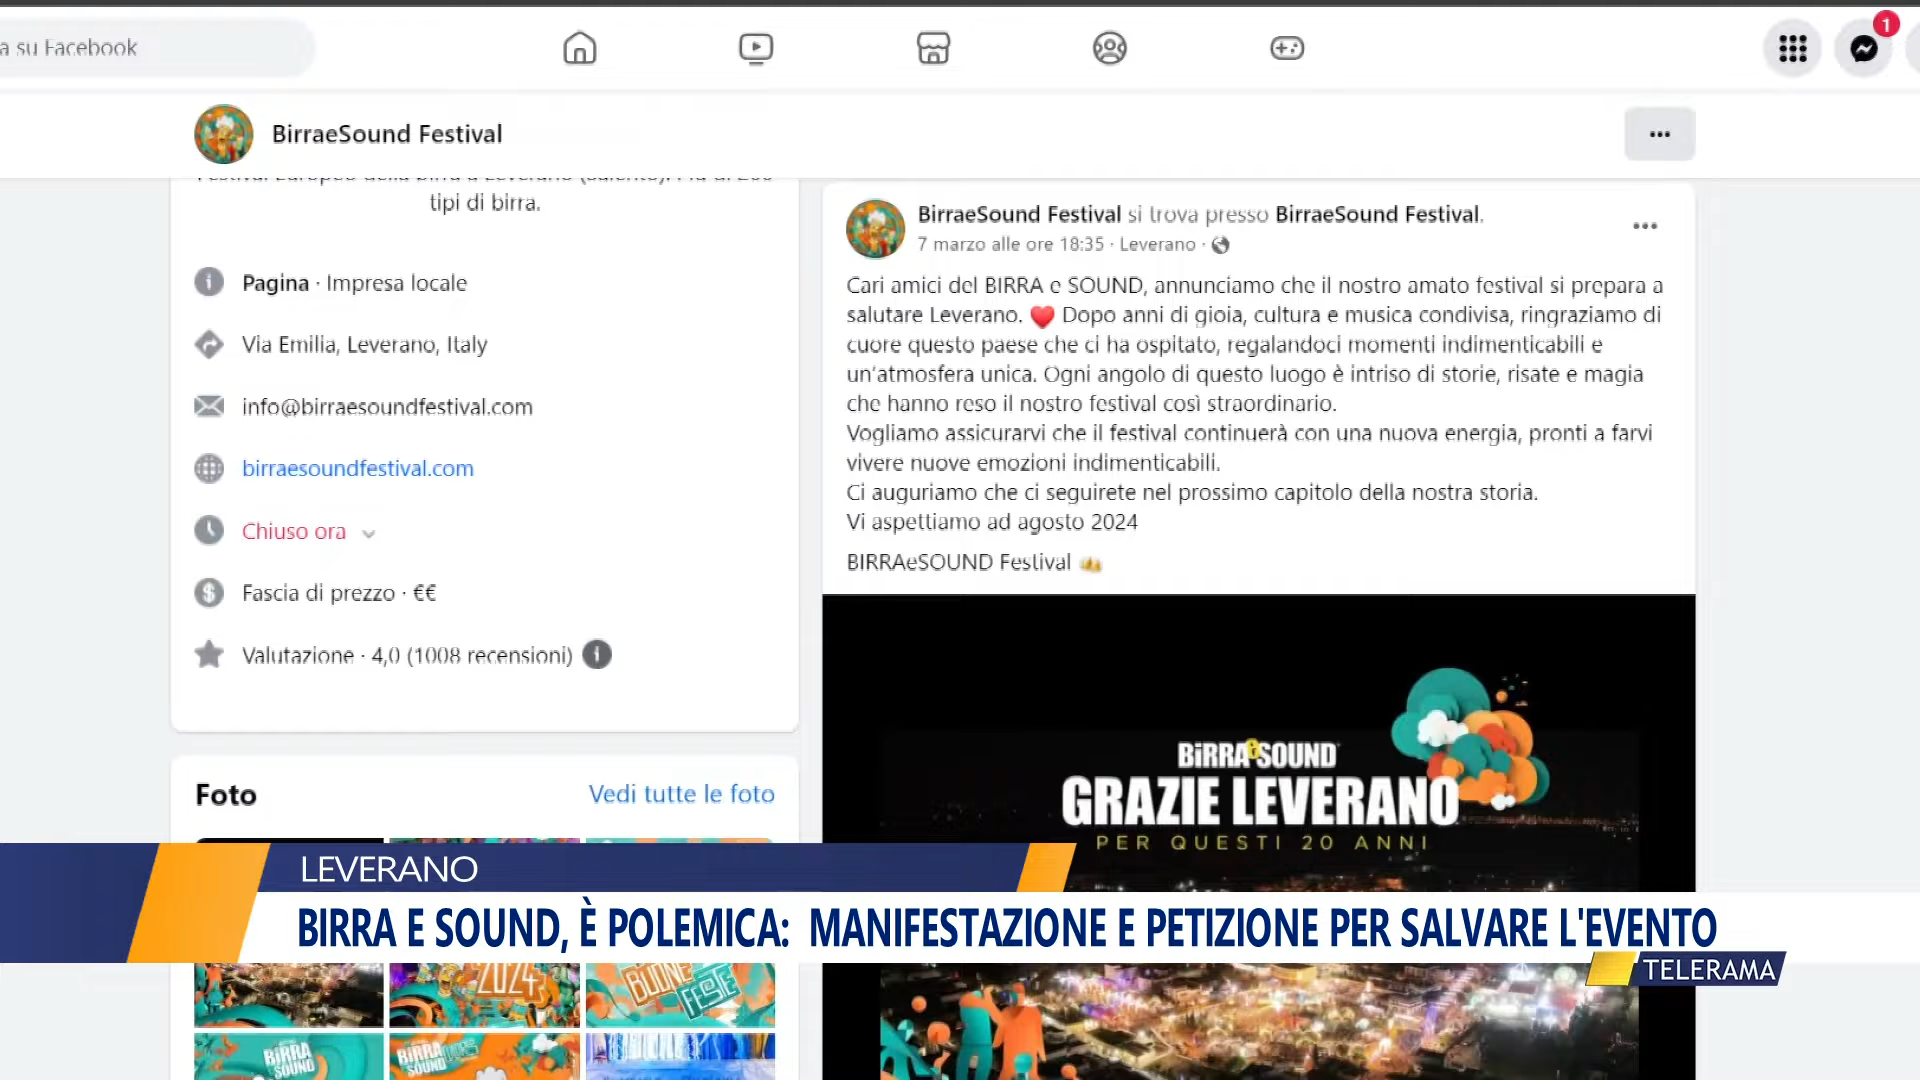 a su Facebook
1
BirraeSound Festival
tipi di birra.
Pagina · Impresa locale
Via Emilia, Leverano, Italy
info@birraesoundfestival.com
birraesoundfestival.com
Chiuso ora
Fascia di prezzo · €€
Valutazione · 4,0 (1008 recensioni)
Foto
Vedi tutte le foto
BirraeSound Festival si trova presso BirraeSound Festival.
7 marzo alle ore 18:35 · Leverano ·
Cari amici del BIRRA e SOUND, annunciamo che il nostro amato festival si prepara a
salutare Leverano. ❤️ Dopo anni di gioia, cultura e musica condivisa, ringraziamo di
cuore questo paese che ci ha ospitato, regalandoci momenti indimenticabili e
un'atmosfera unica. Ogni angolo di questo luogo è intriso di storie, risate e magia
che hanno reso il nostro festival così straordinario.
Vogliamo assicurarvi che il festival continuerà con una nuova energia, pronti a farvi
vivere nuove emozioni indimenticabili.
Ci auguriamo che ci seguirete nel prossimo capitolo della nostra storia.
Vi aspettiamo ad agosto 2024
BIRRAeSOUND Festival 🍻
BIRRA e SOUND
GRAZIE LEVERANO
PER QUESTI 20 ANNI
LEVERANO
BIRRA E SOUND, È POLEMICA: MANIFESTAZIONE E PETIZIONE PER SALVARE L'EVENTO
TELERAMA
2024
BUONE
FESTE
BIRRA
SOUND
BIRRA
SOUND